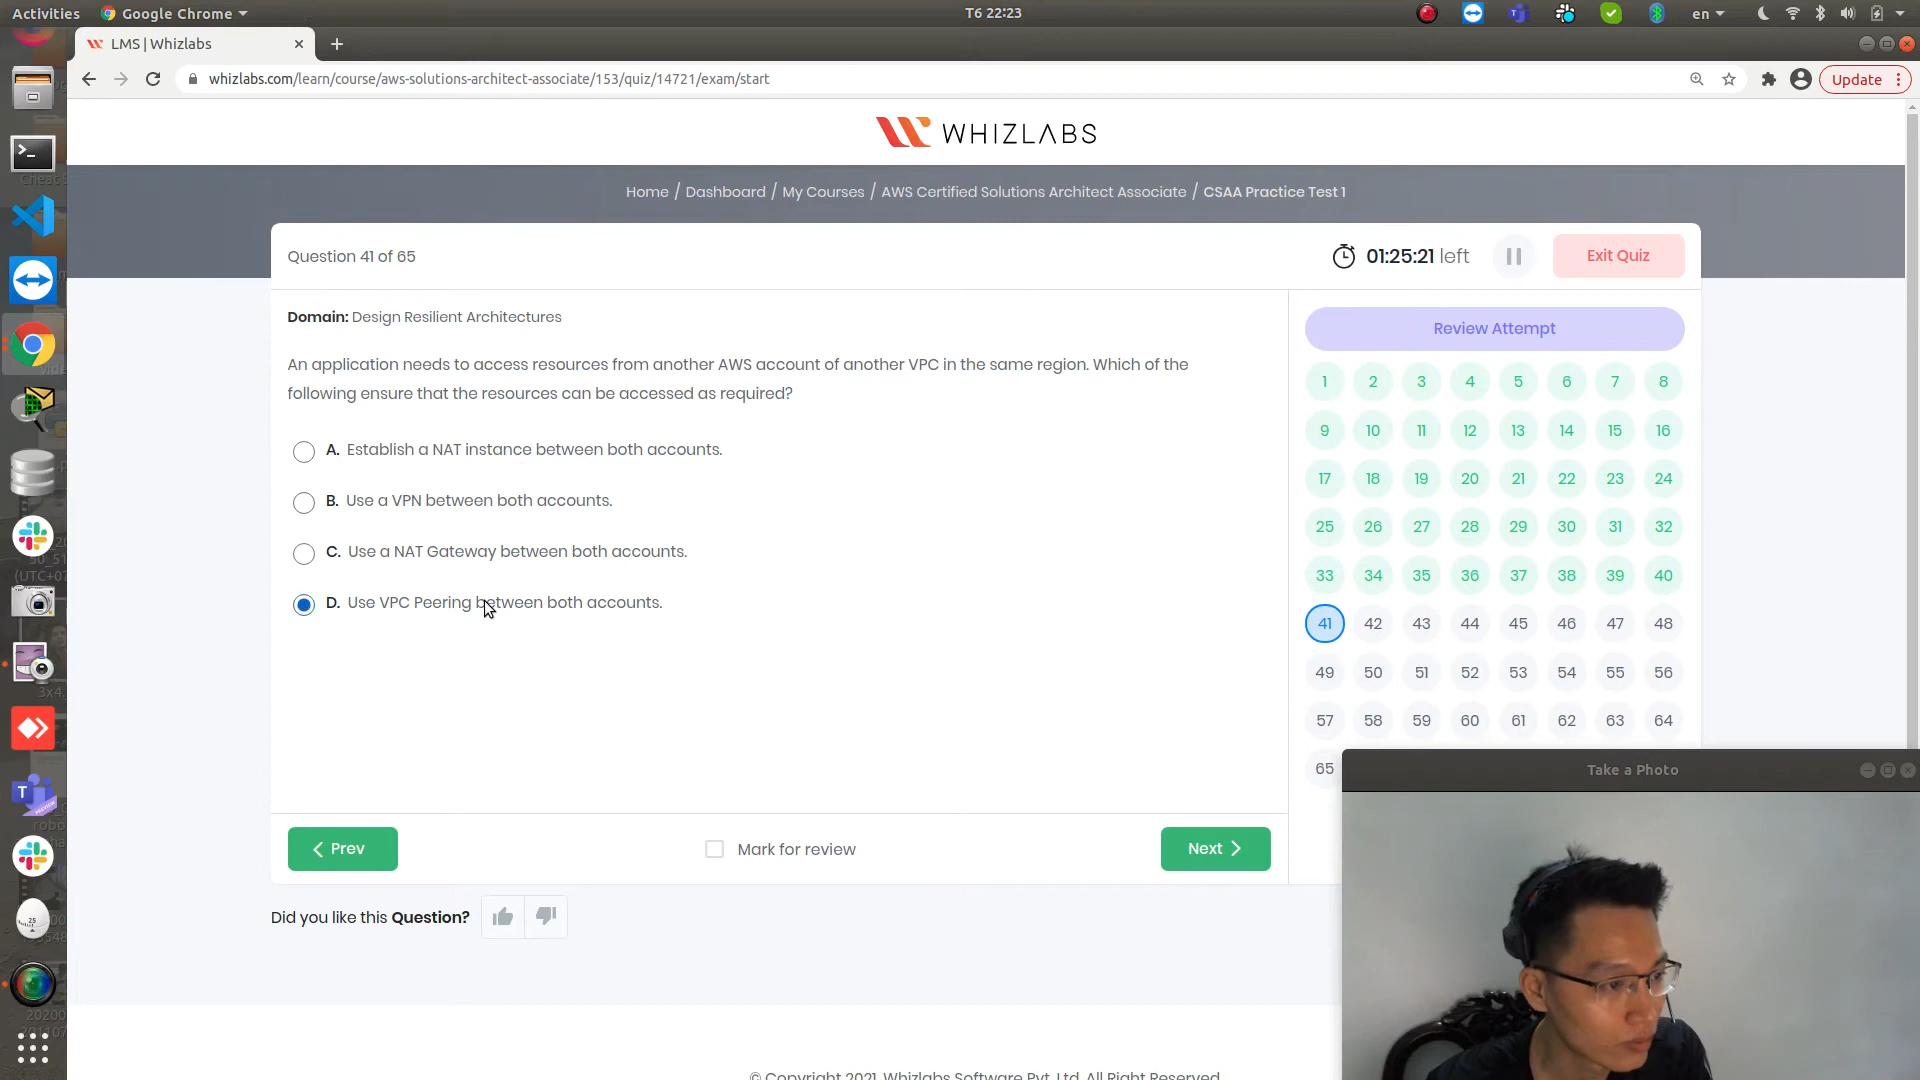 Activities
Google Chrome
T6 22:23
en
LMS | Whizlabs
whizlabs.com/learn/course/aws-solutions-architect-associate/153/quiz/14721/exam/start
Update
WHIZLABS
Home / Dashboard / My Courses / AWS Certified Solutions Architect Associate / CSAA Practice Test 1
Question 41 of 65
01:25:21 left
Exit Quiz
Domain: Design Resilient Architectures
An application needs to access resources from another AWS account of another VPC in the same region. Which of the
following ensure that the resources can be accessed as required?
A. Establish a NAT instance between both accounts.
B. Use a VPN between both accounts.
C. Use a NAT Gateway between both accounts.
D. Use VPC Peering between both accounts.
Review Attempt
1 2 3 4 5 6 7 8
9 10 11 12 13 14 15 16
17 18 19 20 21 22 23 24
25 26 27 28 29 30 31 32
33 34 35 36 37 38 39 40
41 42 43 44 45 46 47 48
49 50 51 52 53 54 55 56
57 58 59 60 61 62 63 64
65
Take a Photo
Prev
Mark for review
Next
Did you like this Question?
© Copyright 2021. Whizlabs Software Pvt. Ltd. All Right Reserved